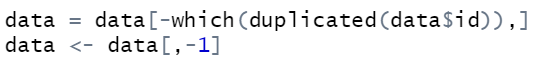 data = data[-which(duplicated(data$id)),]
data <- data[,-1]